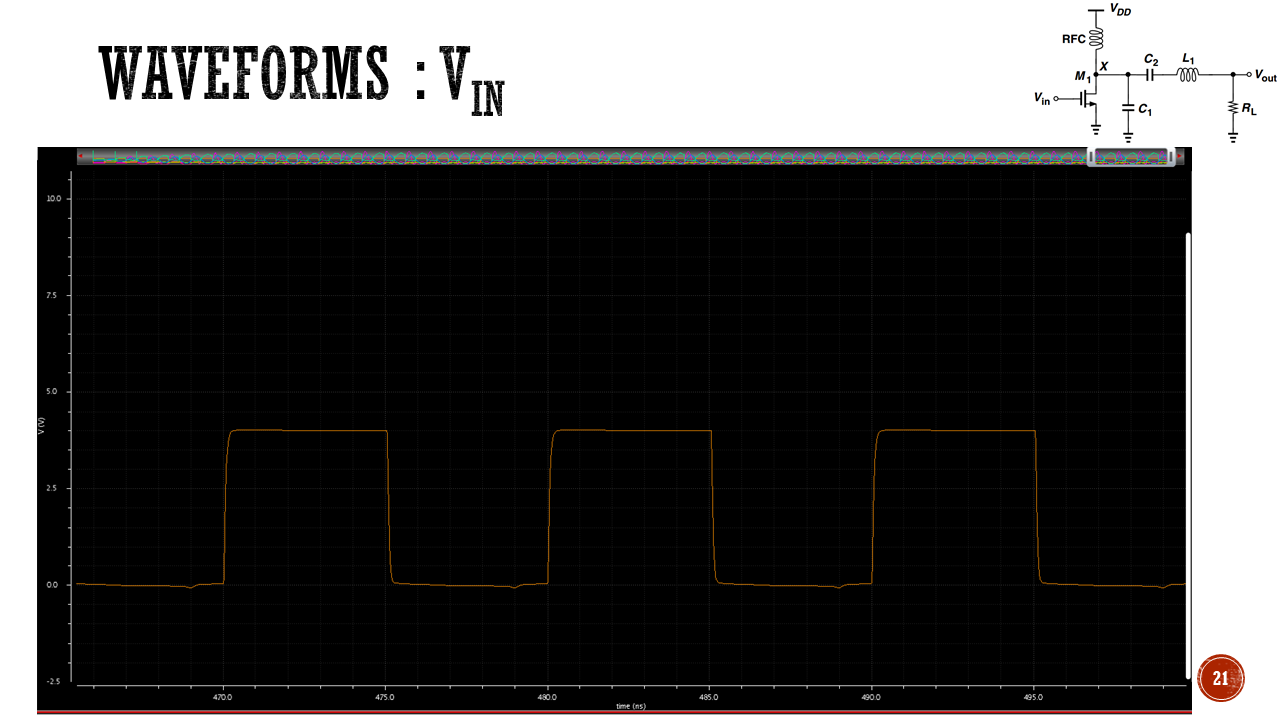 WAVEFORMS : VIN
VDD
RFC
X
C2
L1
Vout
M1
Vin
C1
RL
10.0
7.5
5.0
V (V)
2.5
0.0
-2.5
470.0 475.0 480.0 485.0 490.0 495.0
time (ns)
21